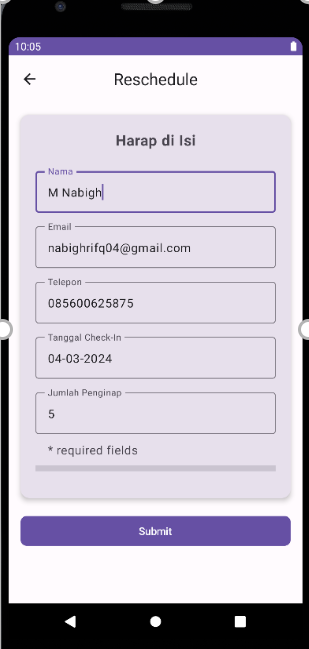 10:05
Reschedule
Harap di Isi
Nama
M Nabigh
Email
nabighrifq04@gmail.com
Telepon
085600625875
Tanggal Check-In
04-03-2024
Jumlah Penginap
5
* required fields
Submit